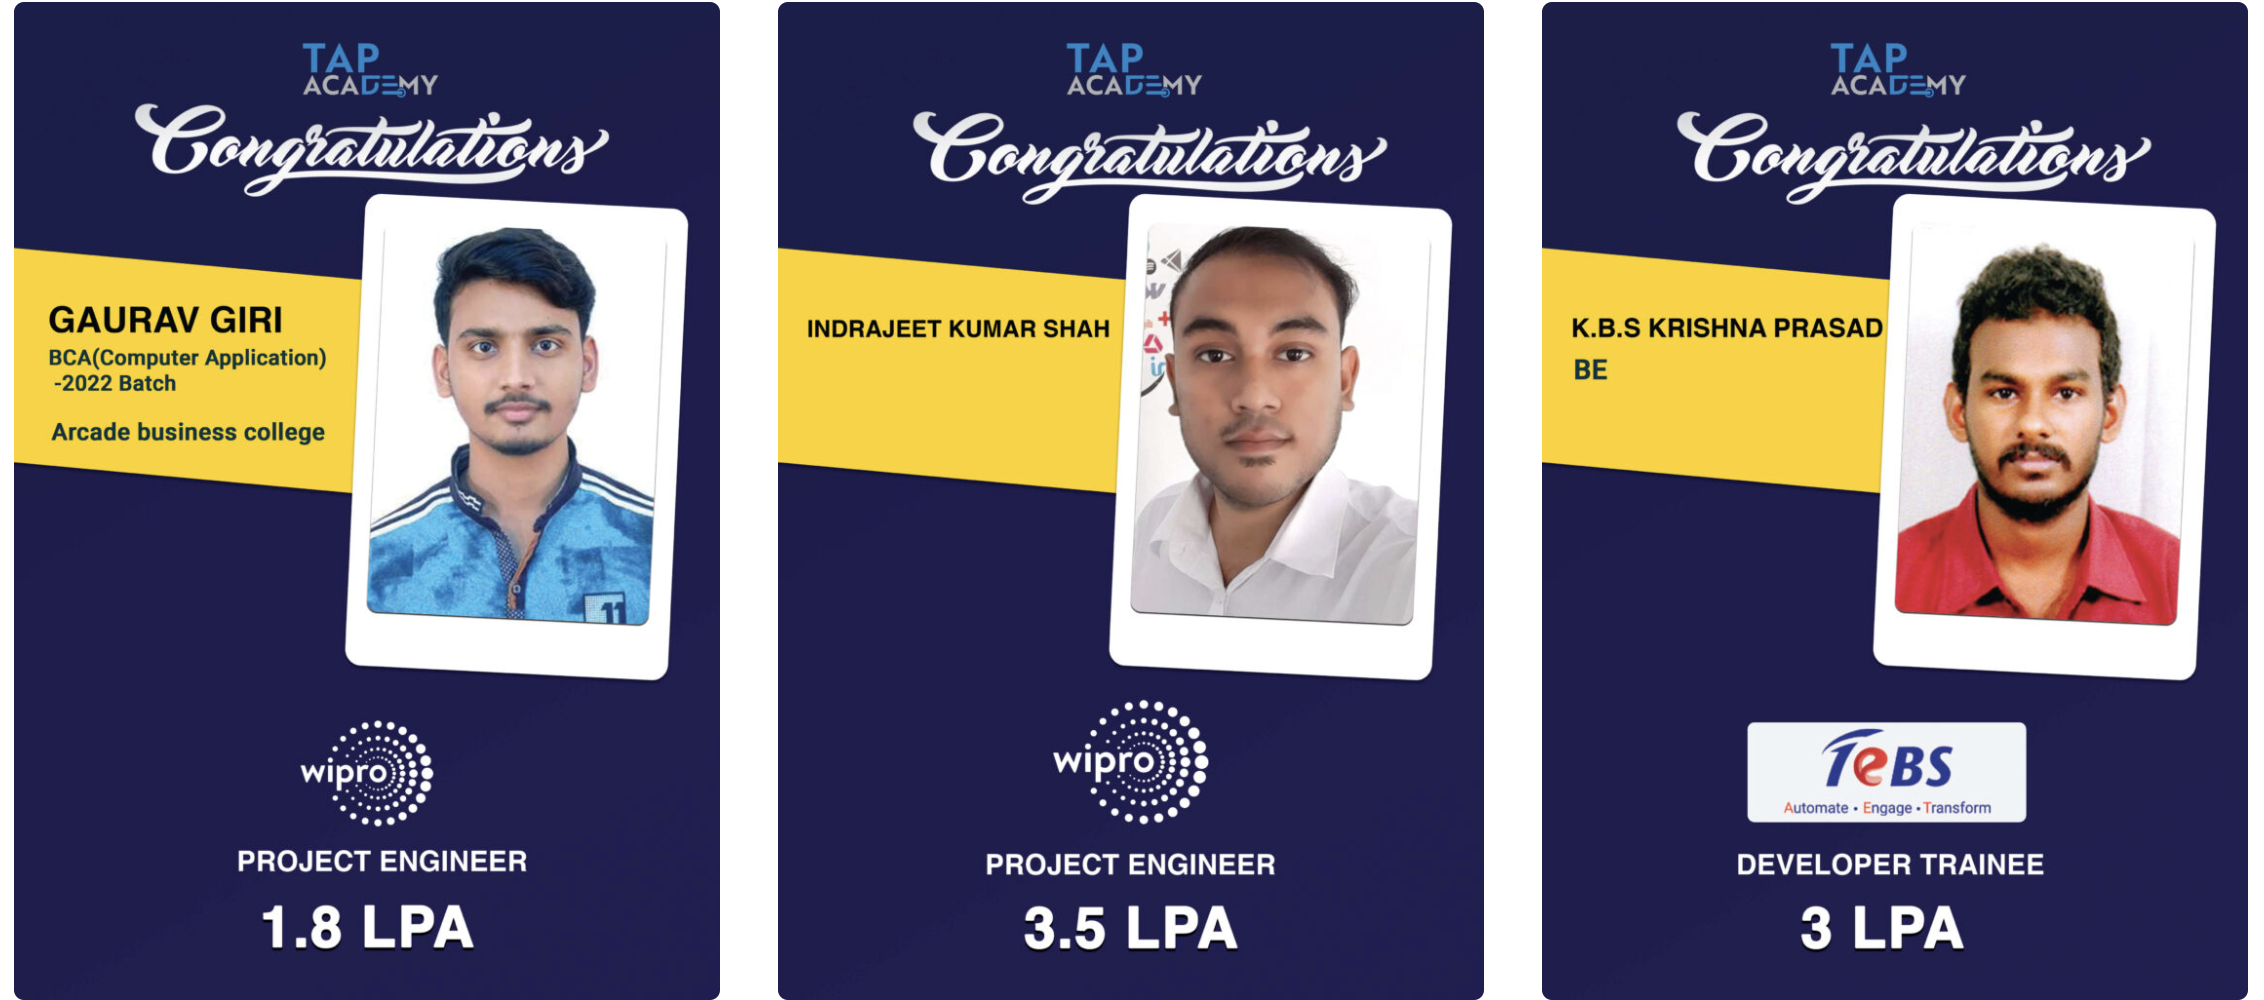 TAP
ACADEMY
Congratulations
GAURAV GIRI
BCA(Computer Application)
-2022 Batch
Arcade business college
11
wipro
PROJECT ENGINEER
1.8 LPA
TAP
ACADEMY
Congratulations
INDRAJEET KUMAR SHAH
in
wipro
PROJECT ENGINEER
3.5 LPA
TAP
ACADEMY
Congratulations
K.B.S KRISHNA PRASAD
BE
TeBS
Automate • Engage • Transform
DEVELOPER TRAINEE
3 LPA